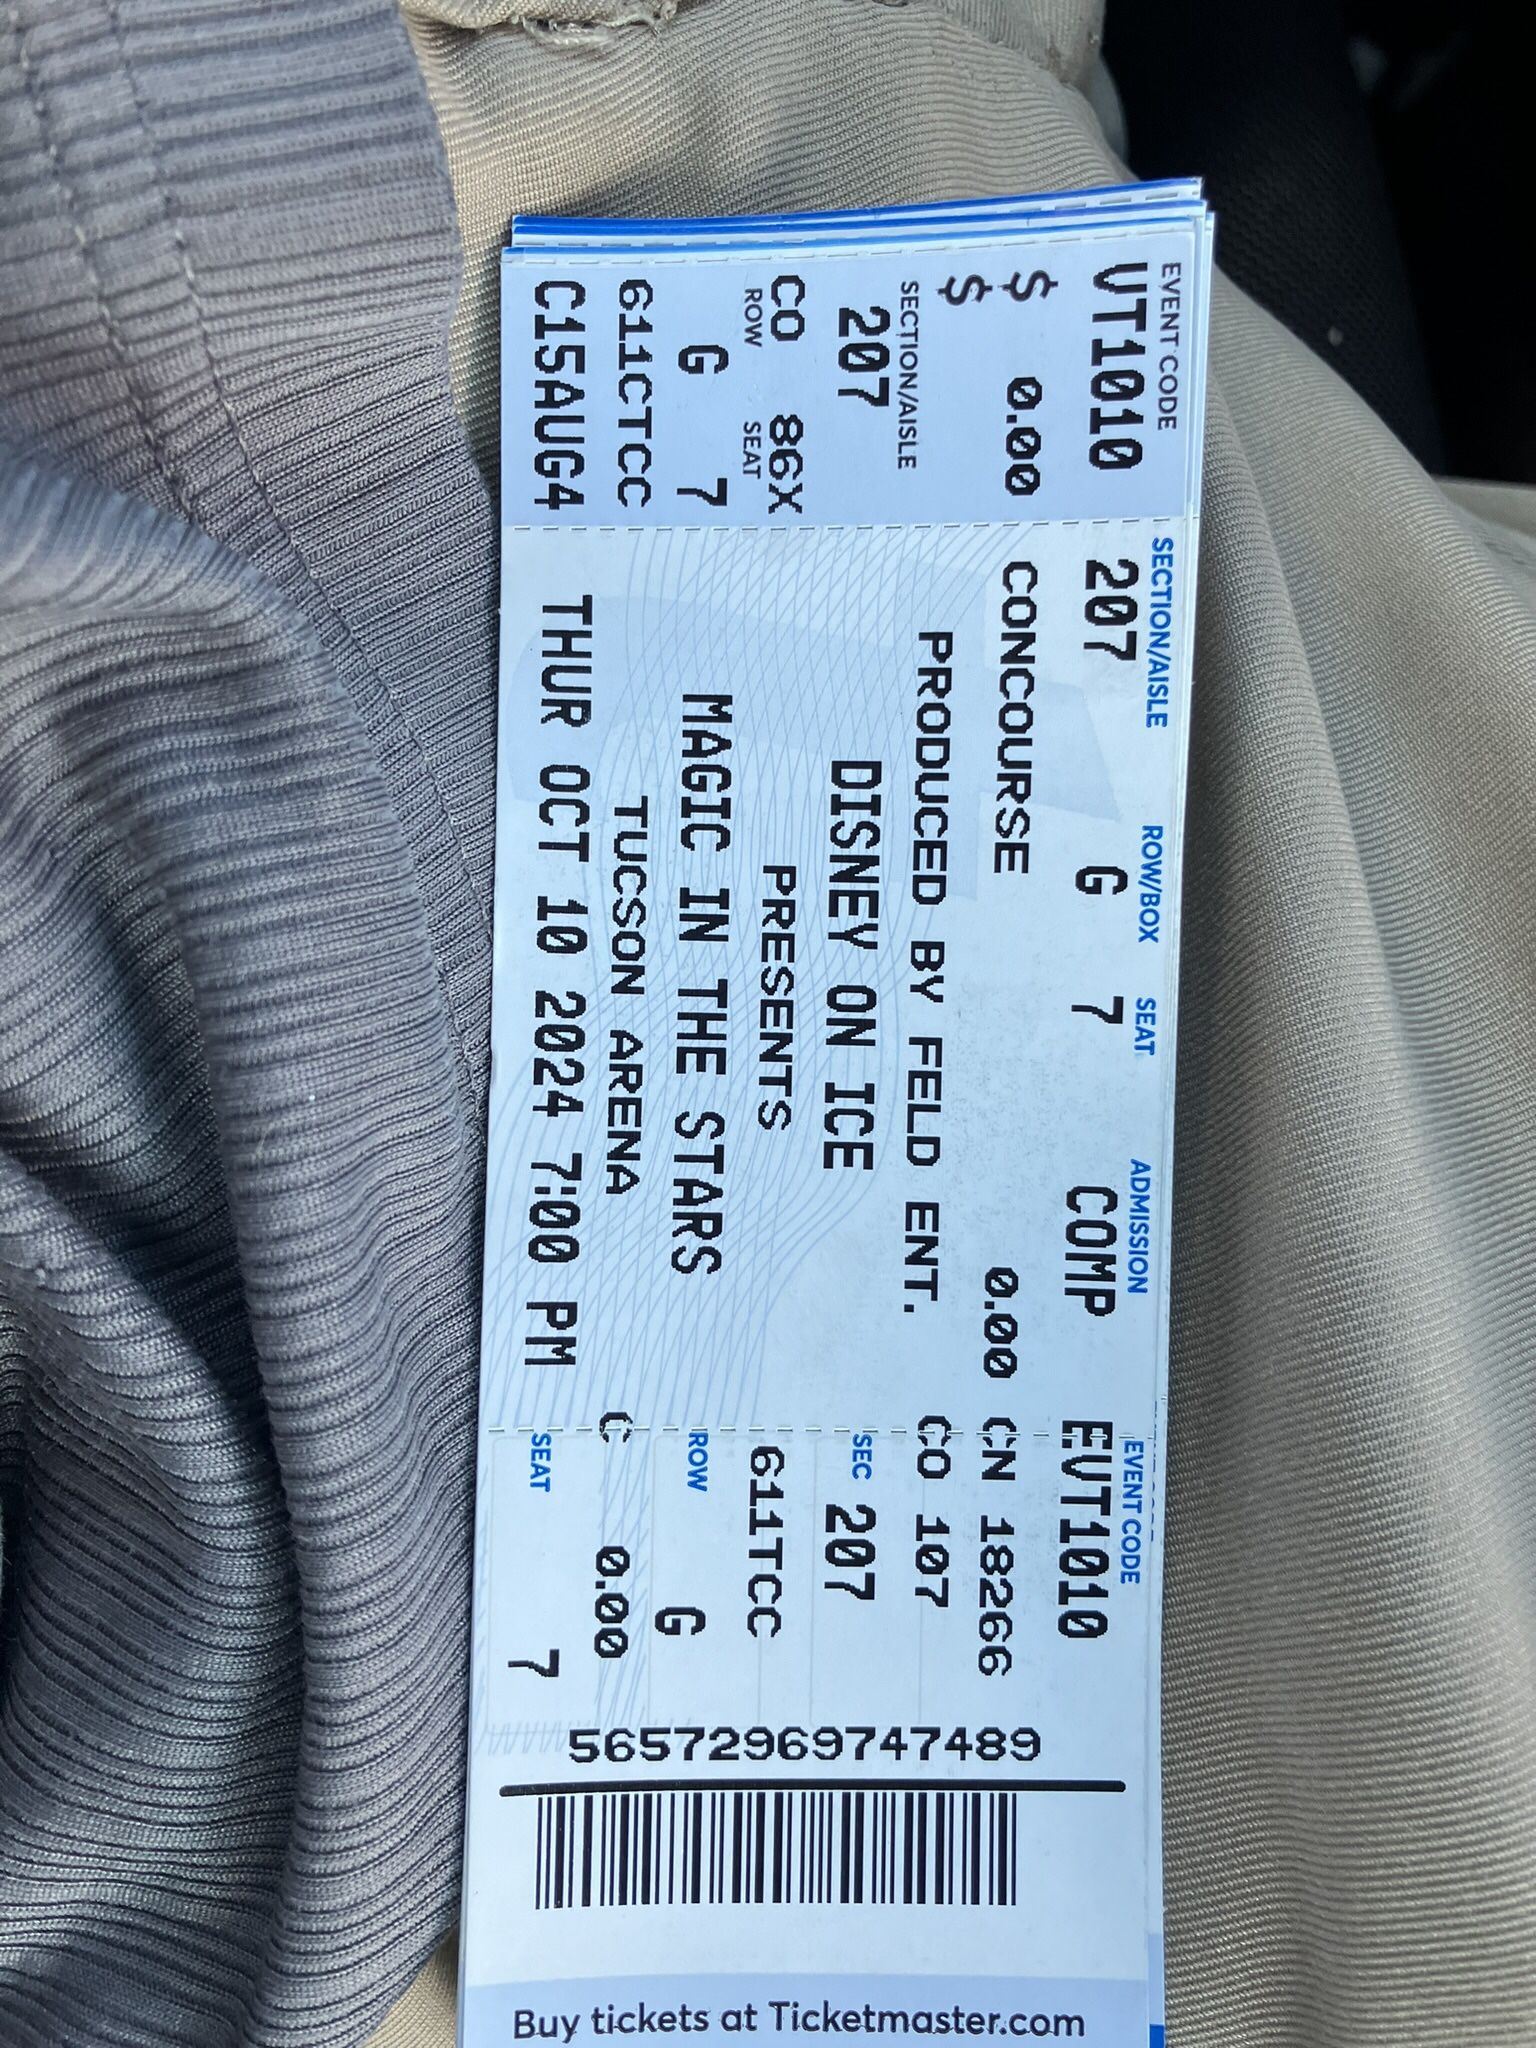 EVENT CODE
VT1010
$ 0.00
$
SECTION/AISLE
207
CO 86X
ROW SEAT
G 7
611CTCC
C15AUG4
SECTION/AISLE ROW/BOX SEAT ADMISSION
207 G 7 COMP
CONCOURSE 0.00
PRODUCED BY FELD ENT.
DISNEY ON ICE
PRESENTS
MAGIC IN THE STARS
TUCSON ARENA
THUR OCT 10 2024 7:00 PM
EVENT CODE
EVT1010
CN 18266
CO 107
SEC 207
611TCC
ROW G
C 0.00
SEAT 7
565729697474​89
Buy tickets at Ticketmaster.com